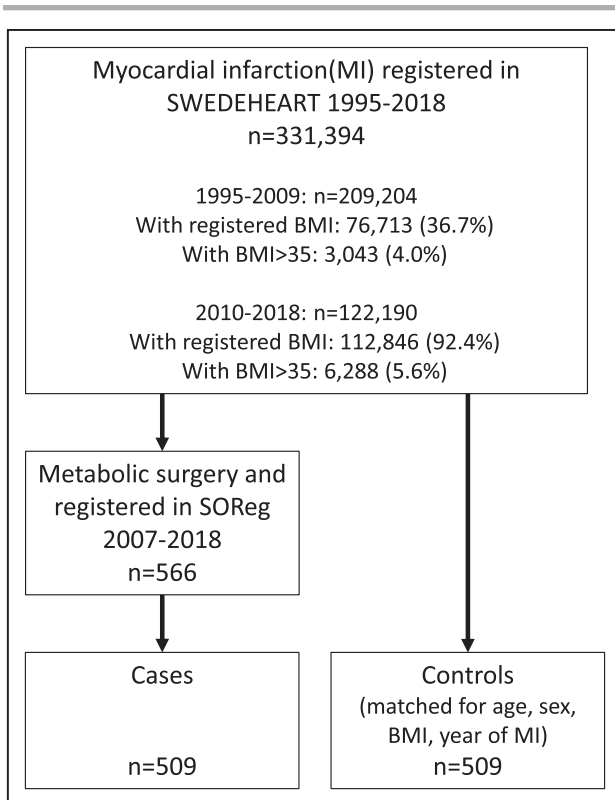 Myocardial infarction(MI) registered in
SWEDEHEART 1995-2018
n=331,394
1995-2009: n=209,204
With registered BMI: 76,713 (36.7%)
With BMI>35: 3,043 (4.0%)
2010-2018: n=122,190
With registered BMI: 112,846 (92.4%)
With BMI>35: 6,288 (5.6%)
Metabolic surgery and
registered in SOReg
2007-2018
n=566
Cases
n=509
Controls
(matched for age, sex,
BMI, year of MI)
n=509